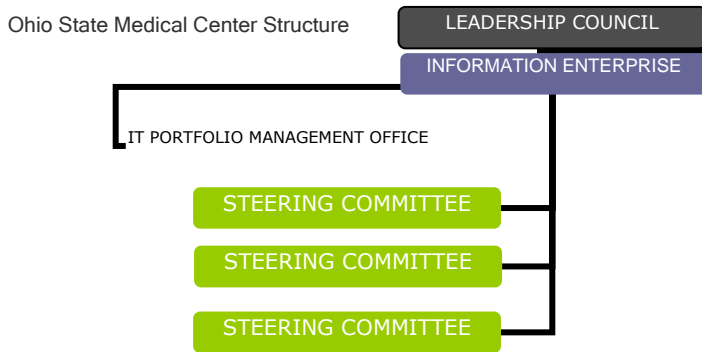 Ohio State Medical Center Structure
LEADERSHIP COUNCIL
INFORMATION ENTERPRISE
IT PORTFOLIO MANAGEMENT OFFICE
STEERING COMMITTEE
STEERING COMMITTEE
STEERING COMMITTEE